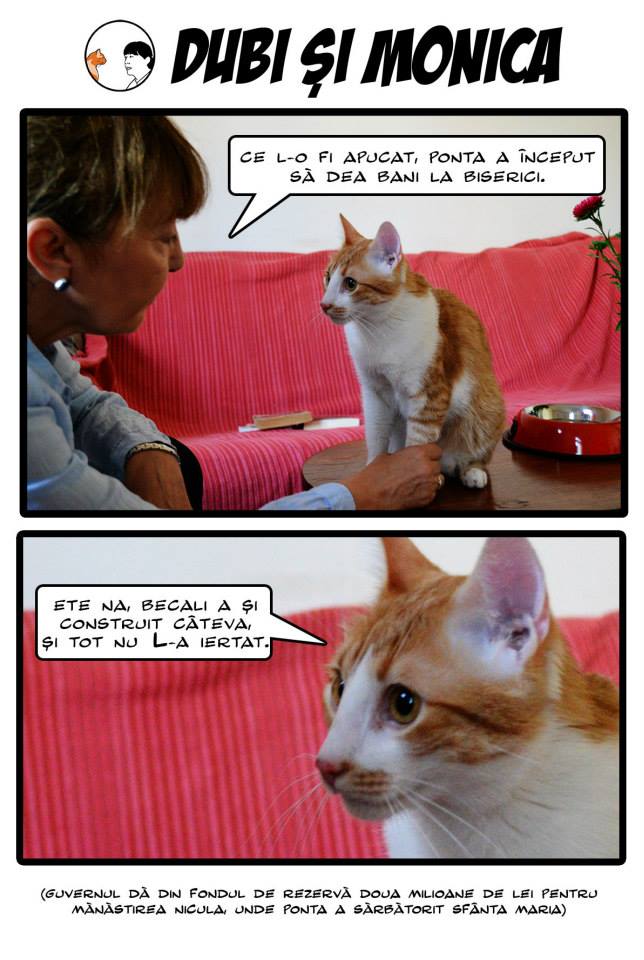 DUBI ȘI MONICA
CE L-O FI APUCAT, PONTA A ÎNCEPUT
SĂ DEA BANI LA BISERICI.
ETE NA, BECALI A ȘI
CONSTRUIT CÂTEVA,
ȘI TOT NU L-A IERTAT.
(GUVERNUL DĂ DIN FONDUL DE REZERVĂ DOUA MILIOANE DE LEI PENTRU
MĂNĂSTIREA NICULA, UNDE PONTA A SĂRBĂTORIT SFÂNTA MARIA)